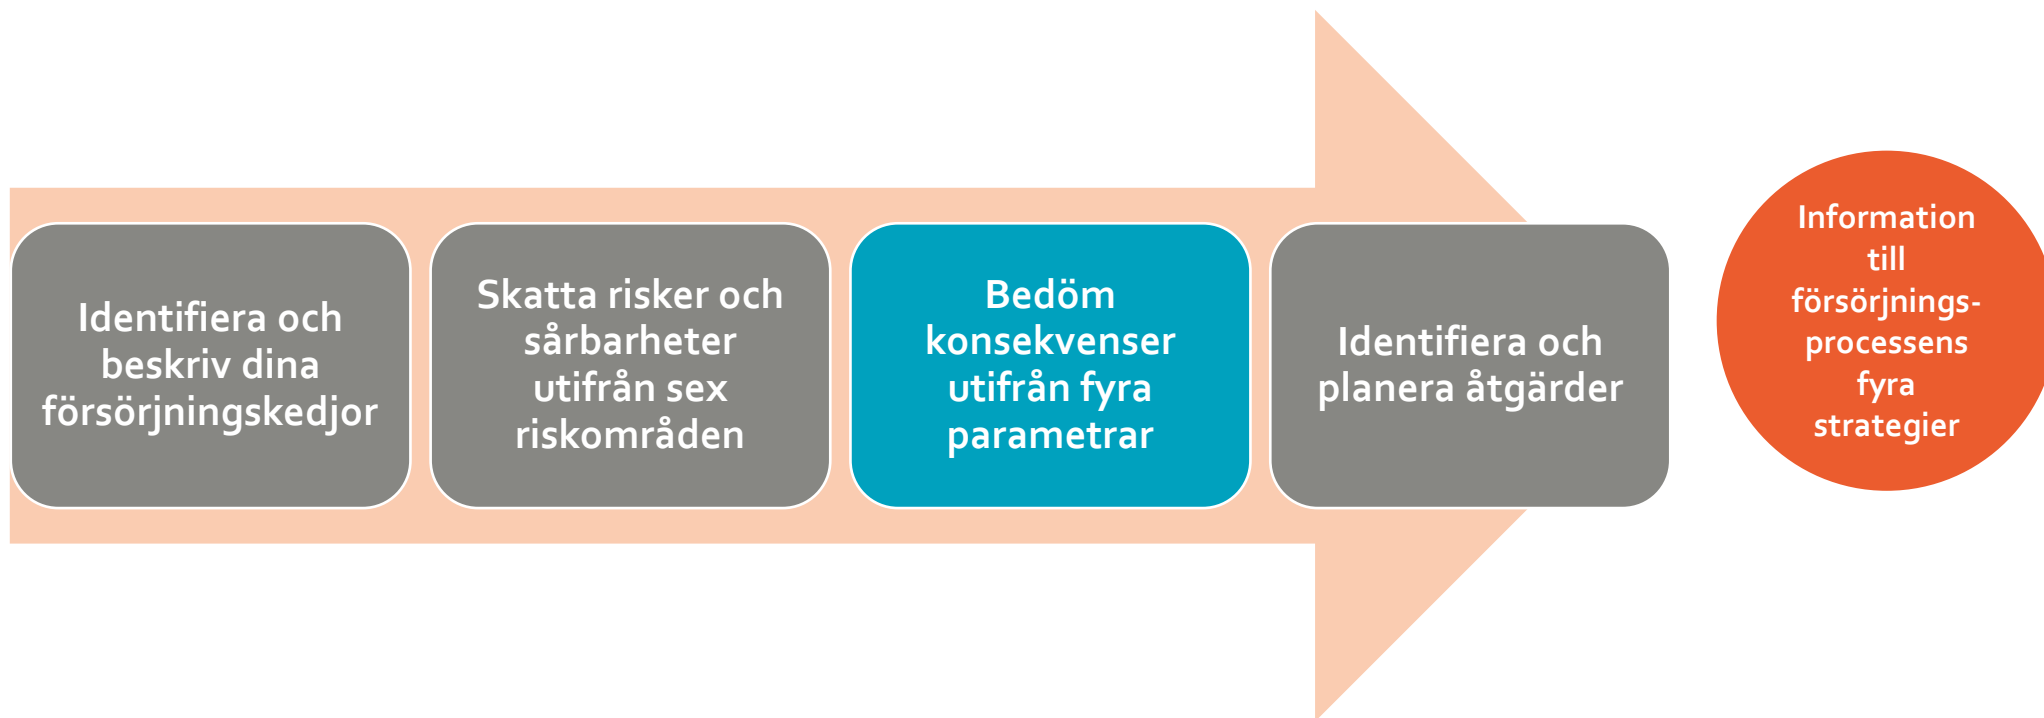 Identifiera och
beskriv dina
försörjningskedjor
Skatta risker och
sårbarheter
utifrån sex
riskområden
Bedöm
konsekvenser
utifrån fyra
parametrar
Identifiera och
planera åtgärder
Information
till
försörjnings-
processens
fyra
strategier